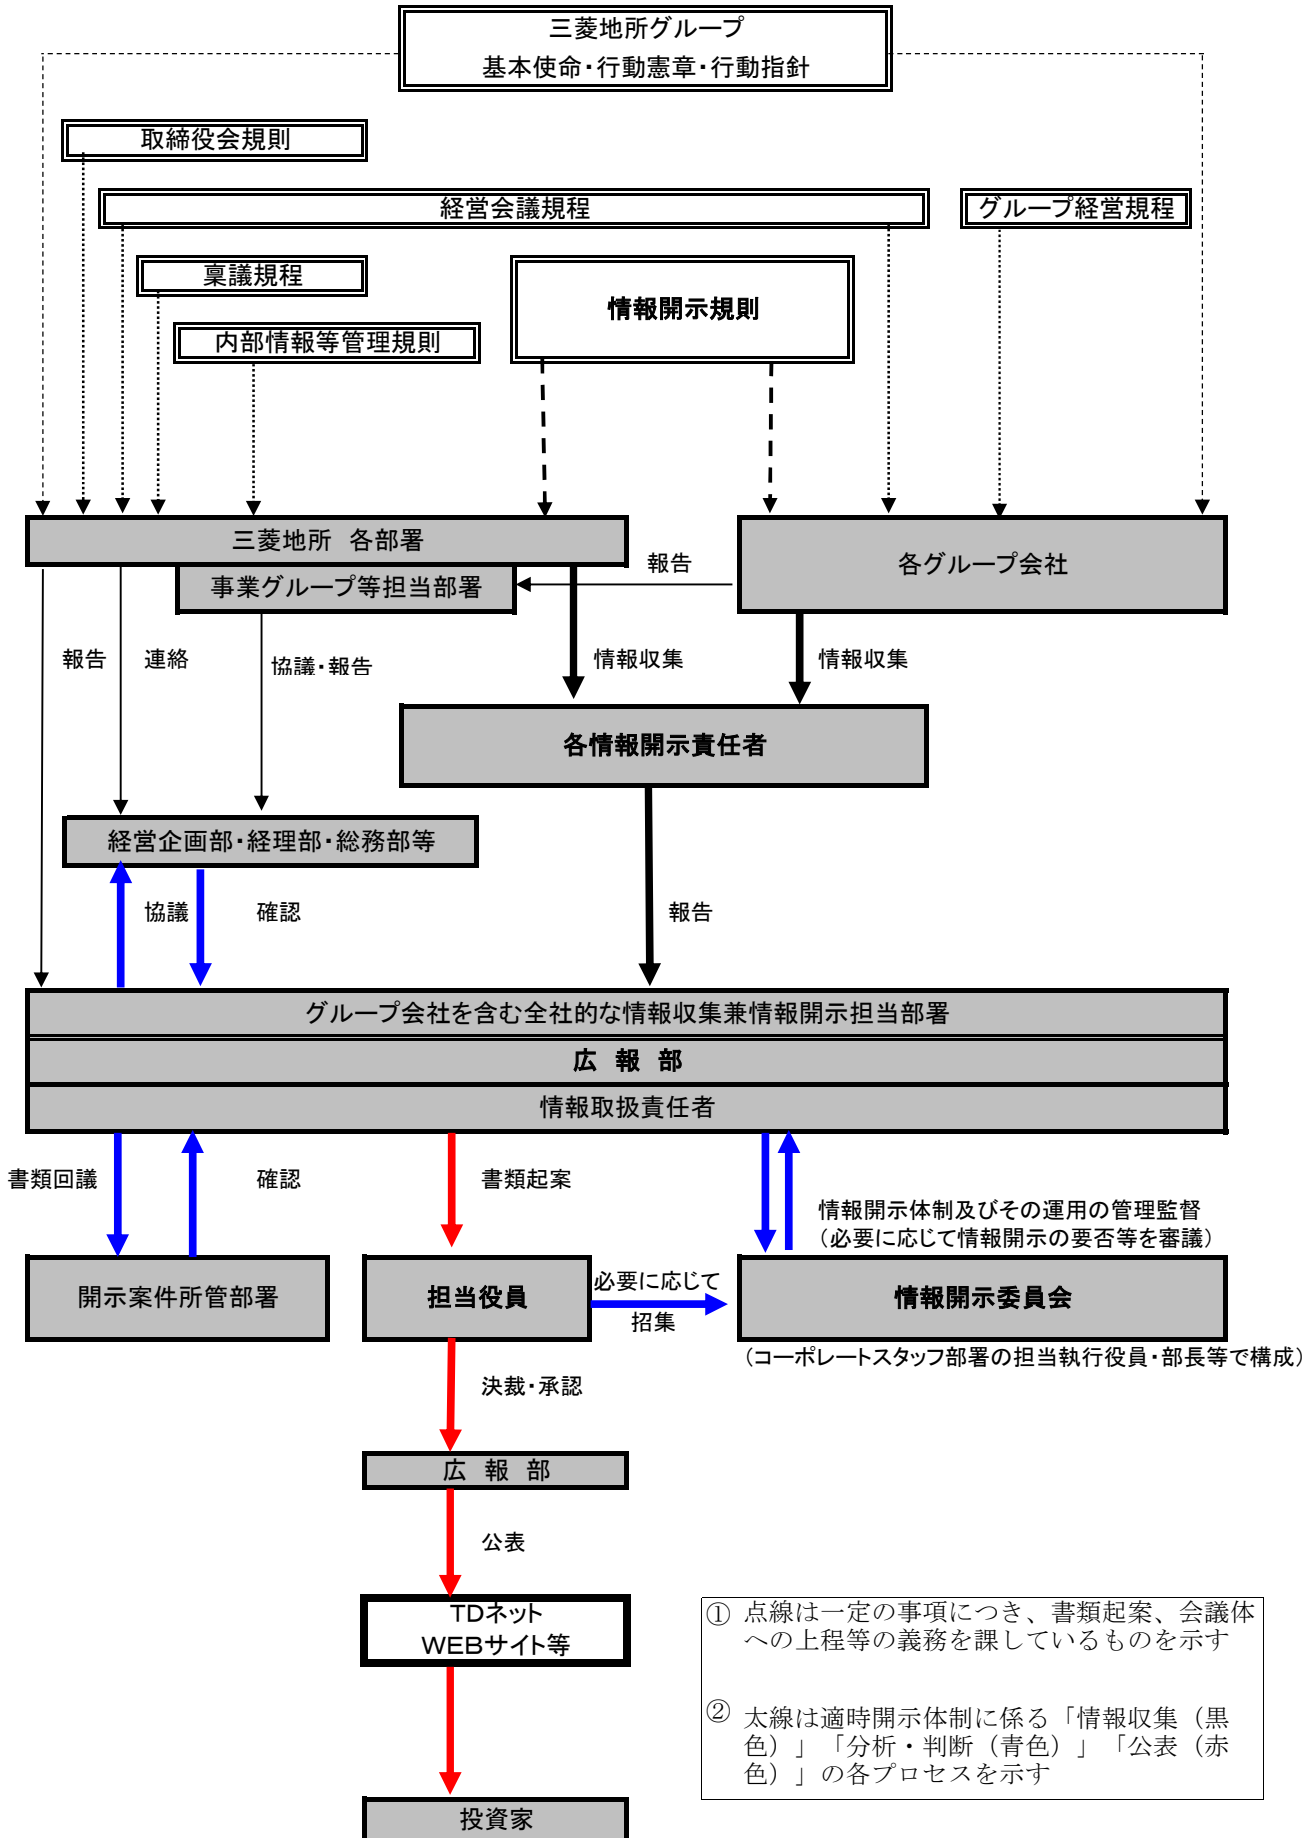 三菱地所グループ
基本使命・行動憲章・行動指針
取締役会規則
経営会議規程
グループ経営規程
稟議規程
情報開示規則
内部情報等管理規則
三菱地所　各部署
事業グループ等担当部署
報告
各グループ会社
報告
連絡
協議・報告
情報収集
情報収集
各情報開示責任者
経営企画部・経理部・総務部等
協議
確認
報告
グループ会社を含む全社的な情報収集兼情報開示担当部署
広　報　部
情報取扱責任者
書類回議
確認
書類起案
情報開示体制及びその運用の管理監督
（必要に応じて情報開示の要否等を審議）
開示案件所管部署
担当役員
必要に応じて
招集
情報開示委員会
（コーポレートスタッフ部署の担当執行役員・部長等で構成）
決裁・承認
広　報　部
公表
TDネット
WEBサイト等
① 点線は一定の事項につき、書類起案、会議体
への上程等の義務を課しているものを示す
② 太線は適時開示体制に係る「情報収集（黒
色）」「分析・判断（青色）」「公表（赤
色）」の各プロセスを示す
投資家